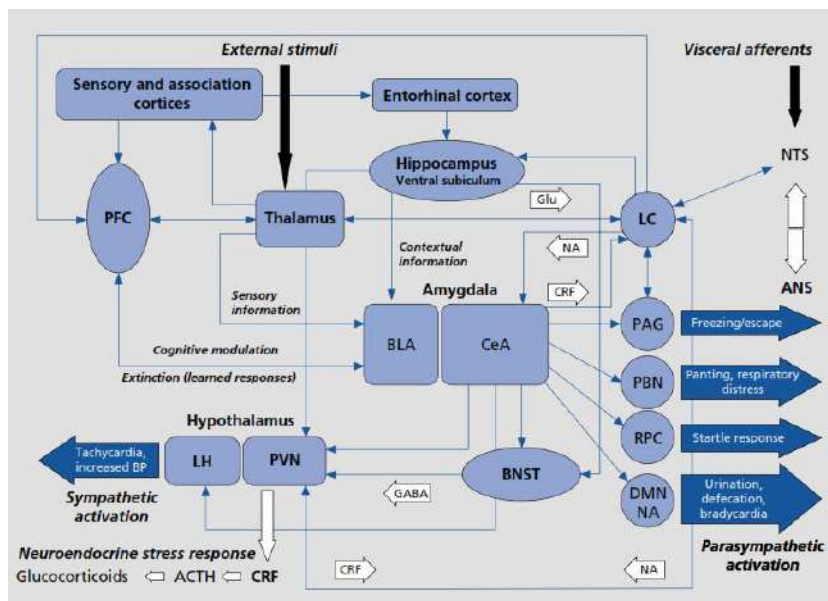 External stimuli
Visceral afferents
Sensory and association
cortices
Entorhinal cortex
Hippocampus
Ventral subiculum
NTS
Glu
PFC
Thalamus
LC
NA
Contextual
information
CRF
ANS
Amygdala
Sensory
information
BLA
CeA
PAG
Freezing/escape
Cognitive modulation
PBN
Panting, respiratory
distress
Extinction (learned responses)
Hypothalamus
RPC
Startle response
Tachycardia,
increased BP
LH
PVN
BNST
GABA
DMN
NA
Urination,
defecation,
bradycardia
Sympathetic
activation
Parasympathetic
activation
Neuroendocrine stress response
Glucocorticoids ACTH CRF
CRF
NA